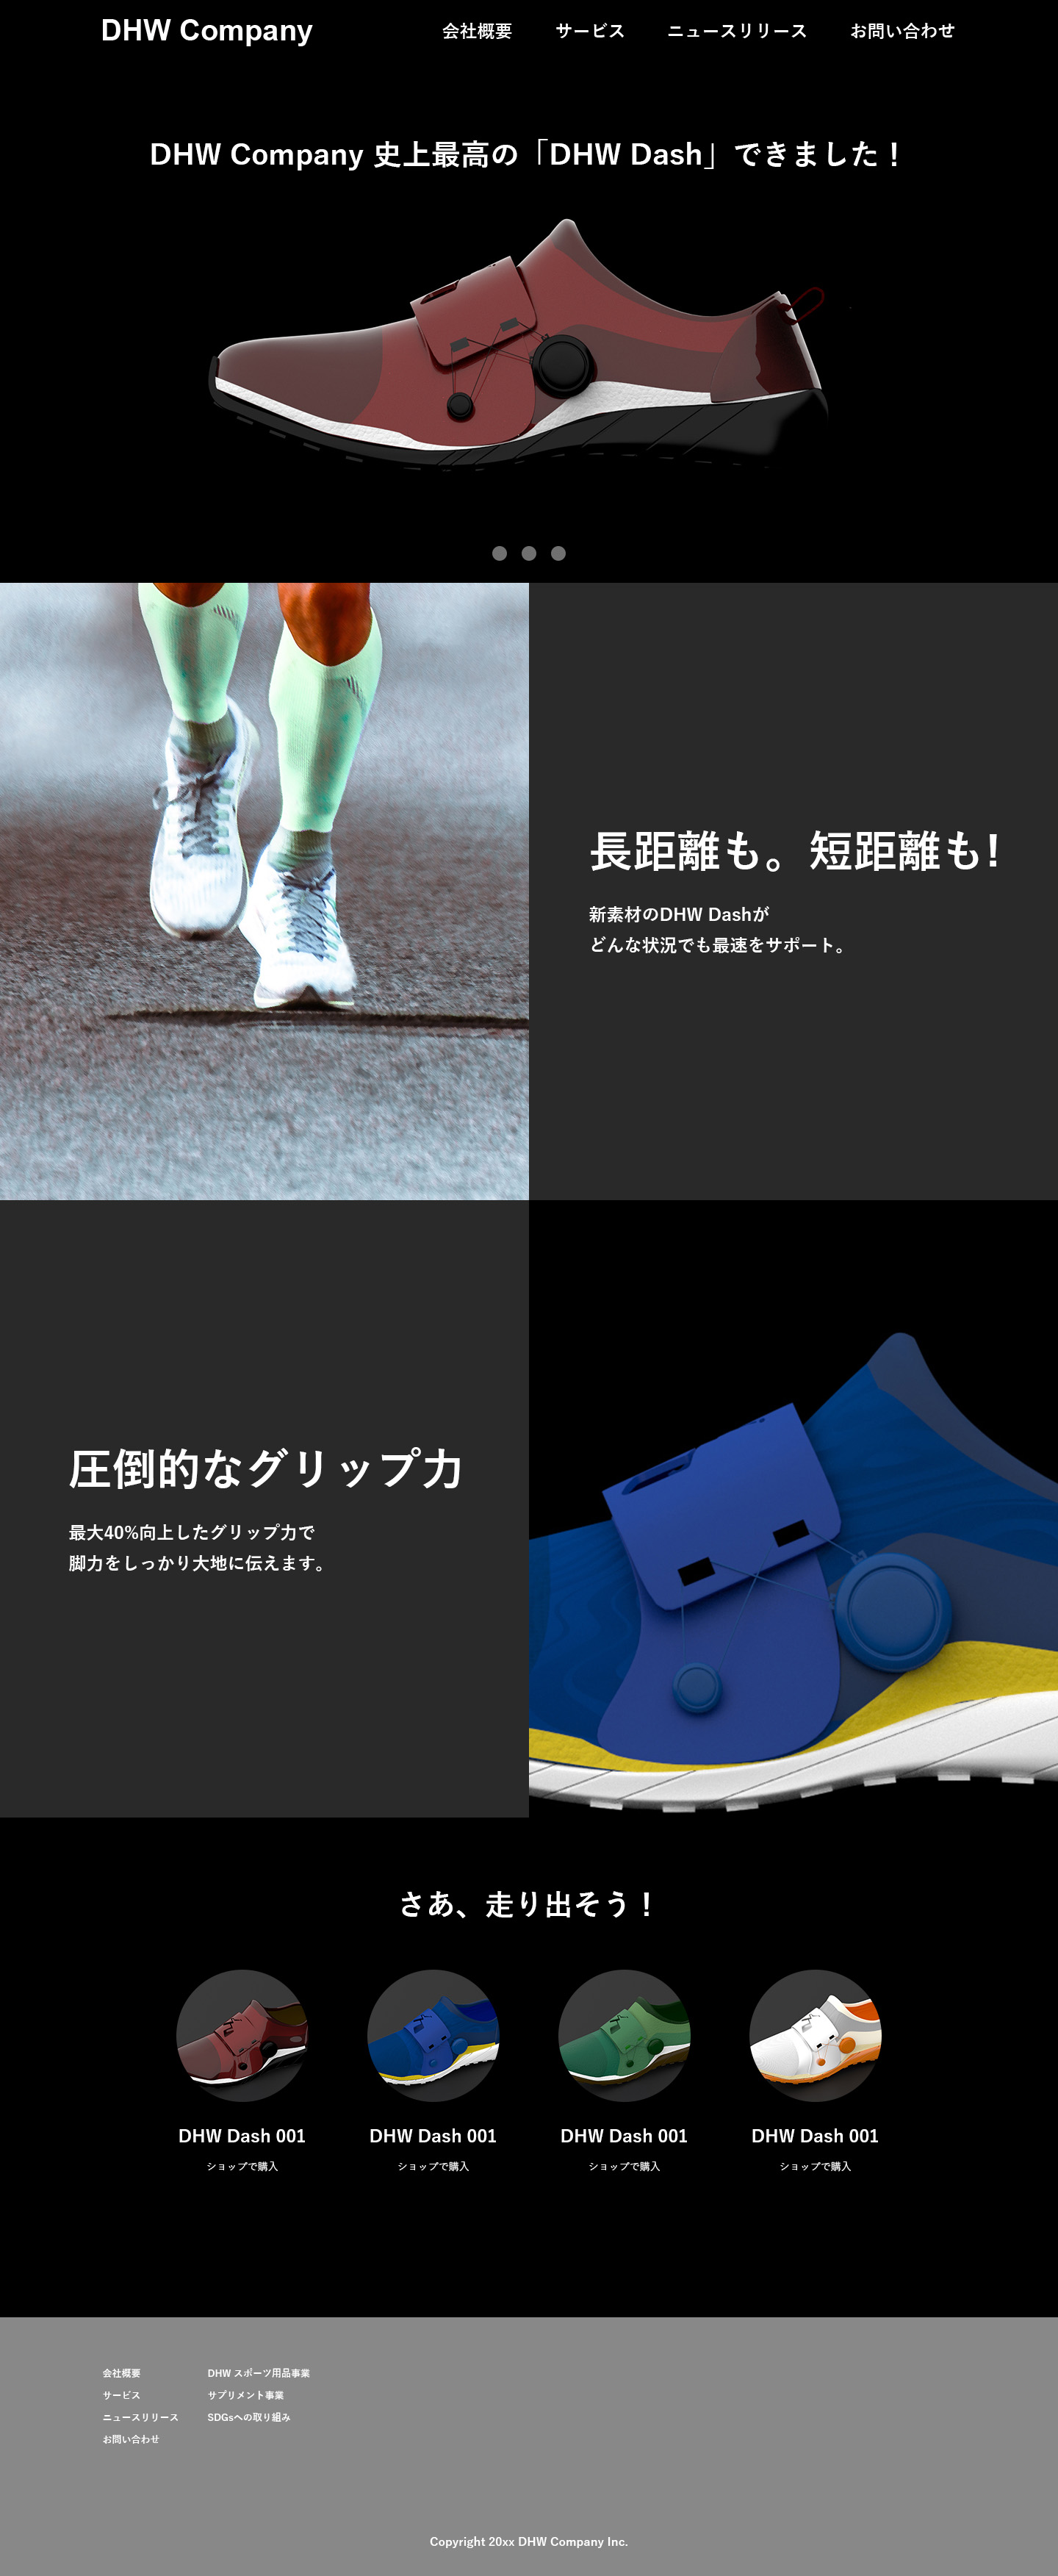 DHW Company
会社概要
サービス
ニュースリリース
お問い合わせ
DHW Company 史上最高の「DHW Dash」できました！
長距離も。短距離も!
新素材のDHW Dashが
どんな状況でも最速をサポート。
圧倒的なグリップ力
最大40%向上したグリップ力で
脚力をしっかり大地に伝えます。
さあ、走り出そう！
DHW Dash 001
ショップで購入
DHW Dash 001
ショップで購入
DHW Dash 001
ショップで購入
DHW Dash 001
ショップで購入
会社概要
サービス
ニュースリリース
お問い合わせ
DHW スポーツ用品事業
サプリメント事業
SDGsへの取り組み
Copyright 20xx DHW Company Inc.